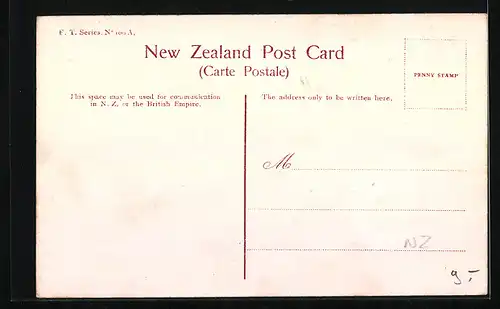 F. T. Series. Nº 100 A.
New Zealand Post Card
(Carte Postale)
PENNY STAMP
This space may be used for communication
in N. Z. or the British Empire.
The address only to be written here.
M
NZ
9.-